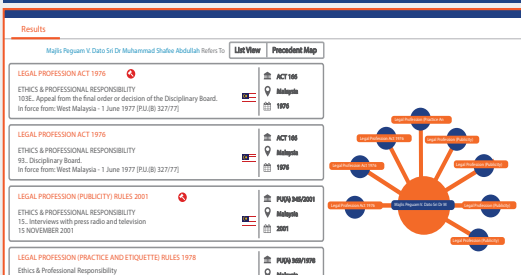 Results
Majlis Peguam V. Dato Sri Dr Muhammad Shafee Abdullah Refers To
List View
Precedent Map
LEGAL PROFESSION ACT 1976
ETHICS & PROFESSIONAL RESPONSIBILITY
103E.. Appeal from the final order or decision of the Disciplinary Board.
In force from: West Malaysia - 1 June 1977 [P.U.(B) 327/77]
ACT 166
Malaysia
1976
LEGAL PROFESSION ACT 1976
ETHICS & PROFESSIONAL RESPONSIBILITY
93.. Disciplinary Board.
In force from: West Malaysia - 1 June 1977 [P.U.(B) 327/77]
ACT 166
Malaysia
1976
LEGAL PROFESSION (PUBLICITY) RULES 2001
ETHICS & PROFESSIONAL RESPONSIBILITY
15.. Interviews with press radio and television
15 NOVEMBER 2001
PU(A) 345/2001
Malaysia
2001
LEGAL PROFESSION (PRACTICE AND ETIQUETTE) RULES 1978
Ethics & Professional Responsibility
PU(A) 369/1978
Malaysia
Legal Profession (Practice An
Legal Profession ACT 1976
Legal Profession (Publicity)
Legal Profession ACT 1976
Legal Profession (Publicity)
Legal Profession ACT 1976
Majlis Peguam V. Dato Sri Dr M
Legal Profession (Publicity)
Legal Profession (Publicity)